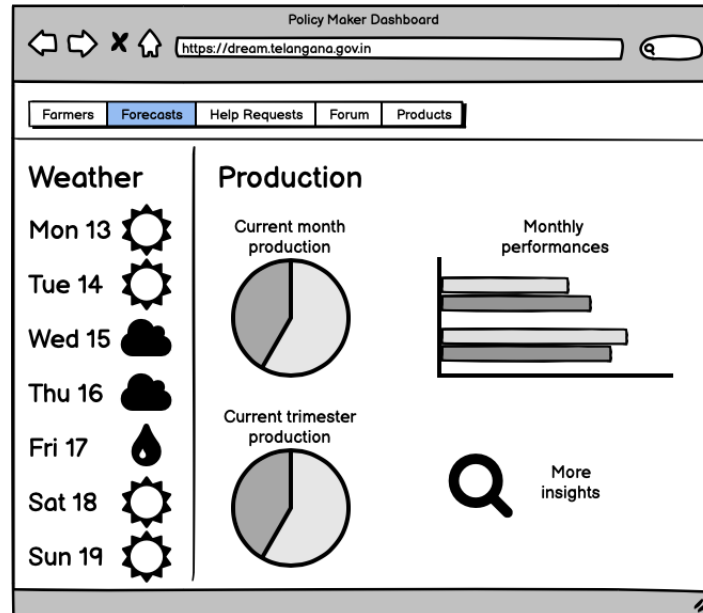 Policy Maker Dashboard
https://dream.telangana.gov.in
Farmers Forecasts Help Requests Forum Products
Weather
Mon 13
Tue 14
Wed 15
Thu 16
Fri 17
Sat 18
Sun 19
Production
Current month
production
Monthly
performances
Current trimester
production
More
insights